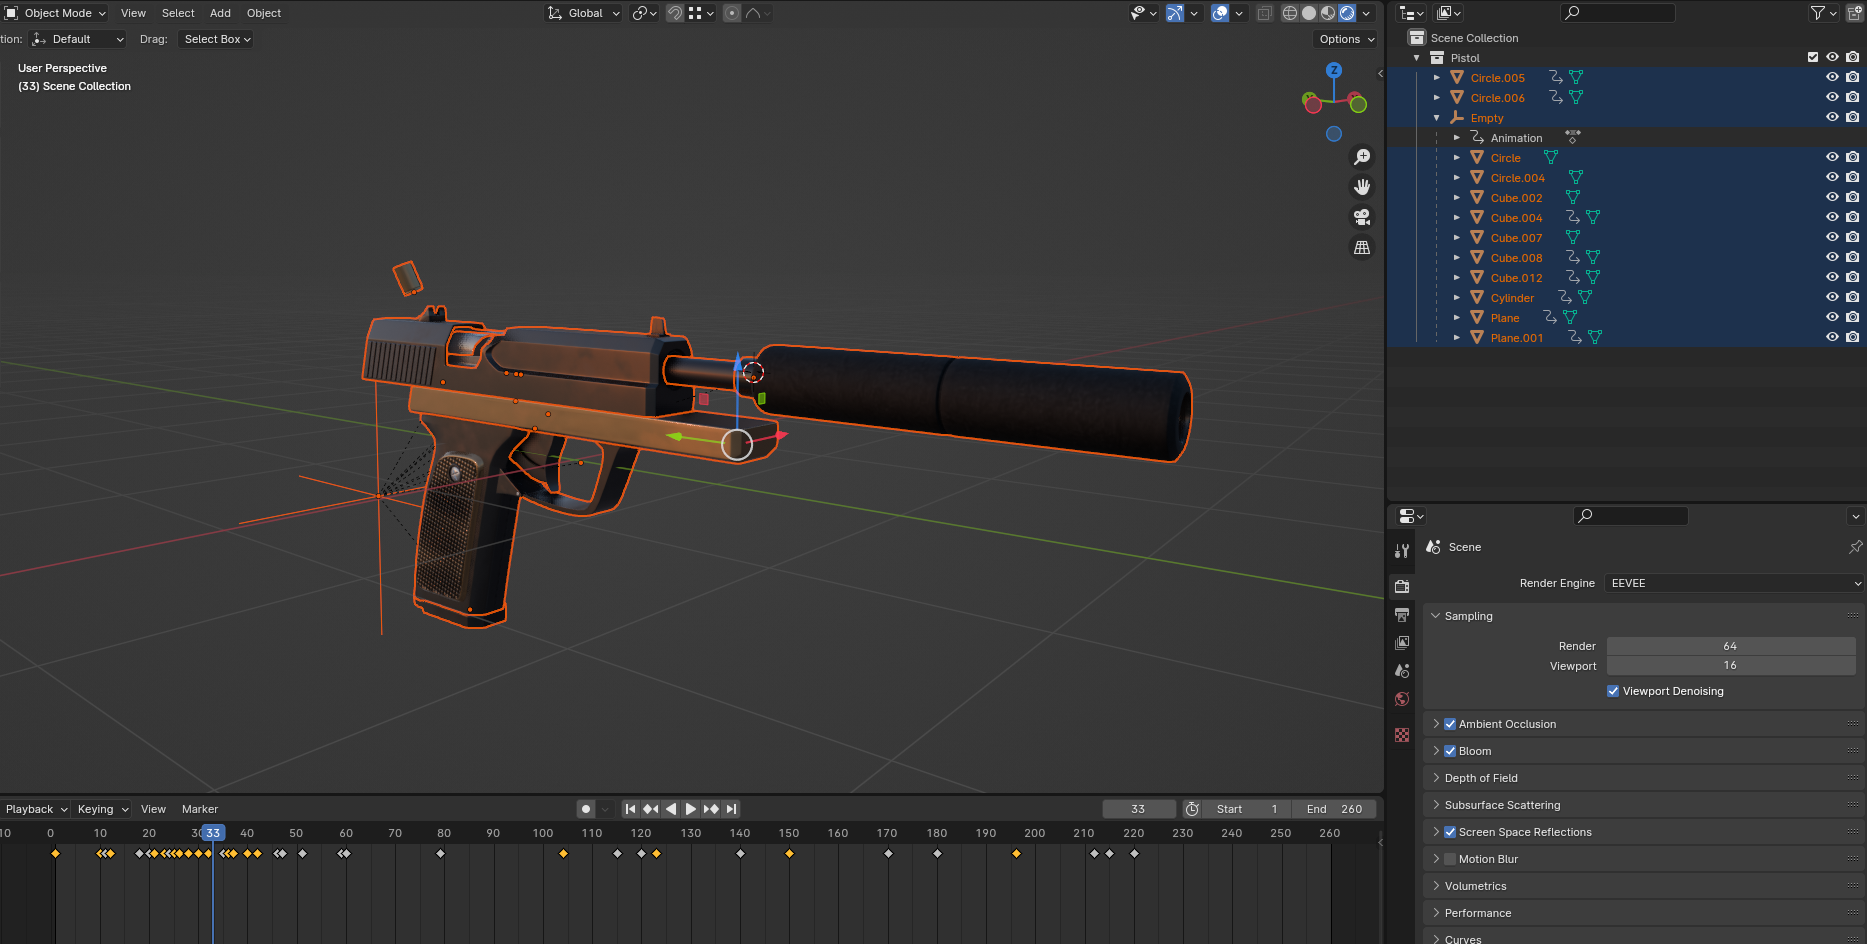 Object Mode View Select Add Object Global
tion: Default Drag: Select Box Options
User Perspective
(33) Scene Collection
Z
Scene Collection
Pistol
Circle.005
Circle.006
Empty
Animation
Circle
Circle.004
Cube.002
Cube.004
Cube.007
Cube.008
Cube.012
Cylinder
Plane
Plane.001
Scene
Render Engine EEVEE
Sampling
Render 64
Viewport 16
Viewport Denoising
Ambient Occlusion
Bloom
Depth of Field
Subsurface Scattering
Screen Space Reflections
Motion Blur
Volumetrics
Performance
Curves
Playback Keying View Marker 33 Start 1 End 260
10 0 10 20 30 33 40 50 60 70 80 90 100 110 120 130 140 150 160 170 180 190 200 210 220 230 240 250 260